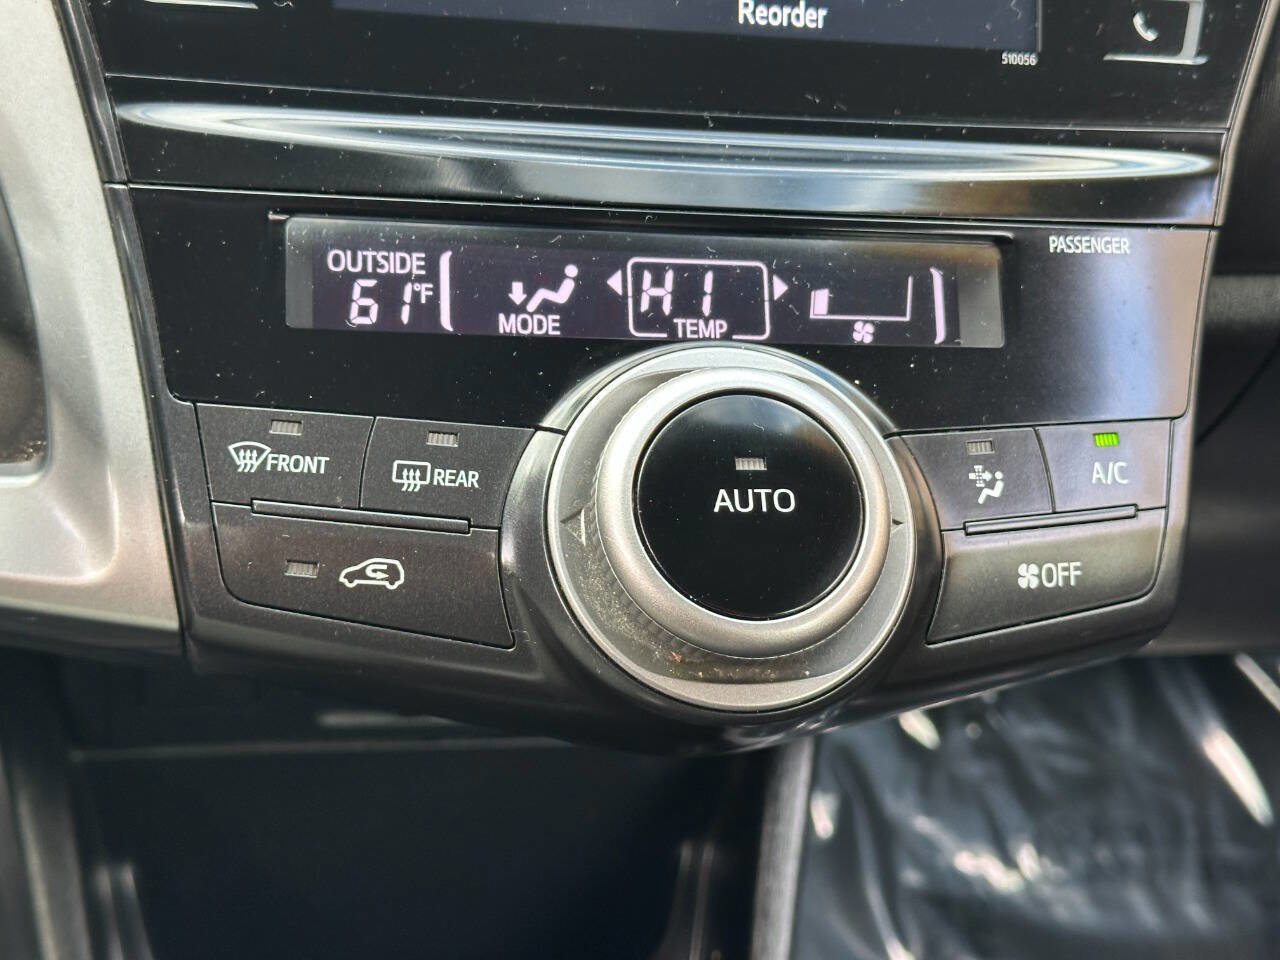 Reorder
510056
PASSENGER
OUTSIDE
61°F
MODE
HI
TEMP
FRONT
REAR
AUTO
A/C
OFF